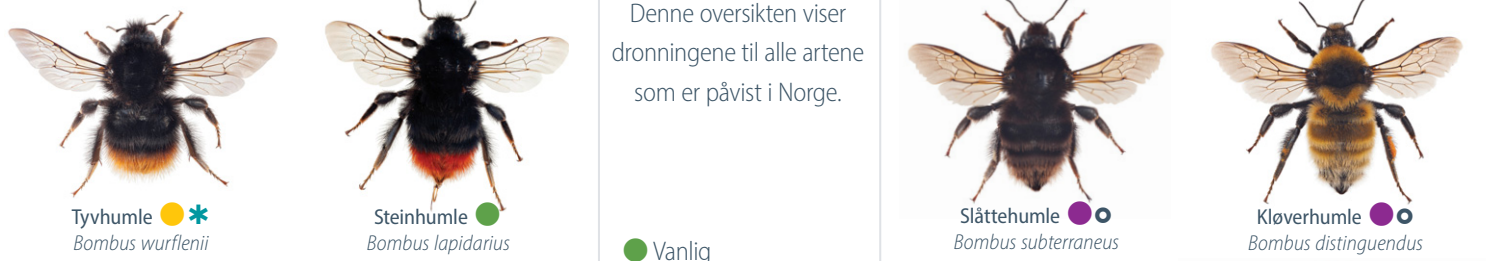 Denne oversikten viser
dronningene til alle artene
som er påvist i Norge.
Tyvhumle
Bombus wurflenii
Steinhumle
Bombus lapidarius
Vanlig
Slåttehumle
Bombus subterraneus
Kløverhumle
Bombus distinguendus